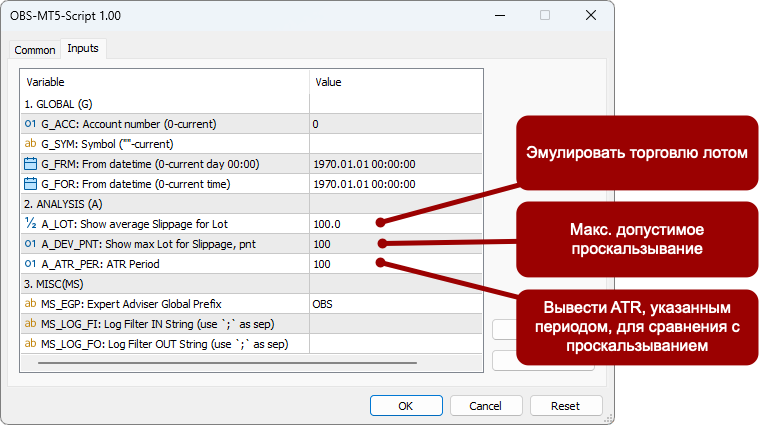 OBS-MT5-Script 1.00
Common Inputs
Variable Value
1. GLOBAL (G)
01 G_ACC: Account number (0-current) 0
ab G_SYM: Symbol (""-current)
G_FRM: From datetime (0-current day 00:00) 1970.01.01 00:00:00
G_FOR: From datetime (0-current time) 1970.01.01 00:00:00
2. ANALYSIS (A)
½ A_LOT: Show average Slippage for Lot 100.0
01 A_DEV_PNT: Show max Lot for Slippage, pnt 100
01 A_ATR_PER: ATR Period 100
3. MISC(MS)
ab MS_EGP: Expert Adviser Global Prefix OBS
ab MS_LOG_FI: Log Filter IN String (use `;` as sep)
ab MS_LOG_FO: Log Filter OUT String (use `;` as sep)
Эмулировать торговлю лотом
Макс. допустимое
проскальзывание
Вывести ATR, указанным
периодом, для сравнения с
проскальзыванием
OK Cancel Reset